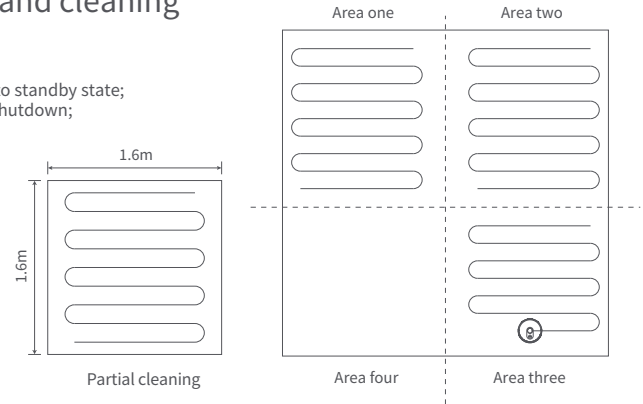 and cleaning
to standby state;
hutdown;
1.6m
1.6m
Partial cleaning
Area one
Area two
Area four
Area three